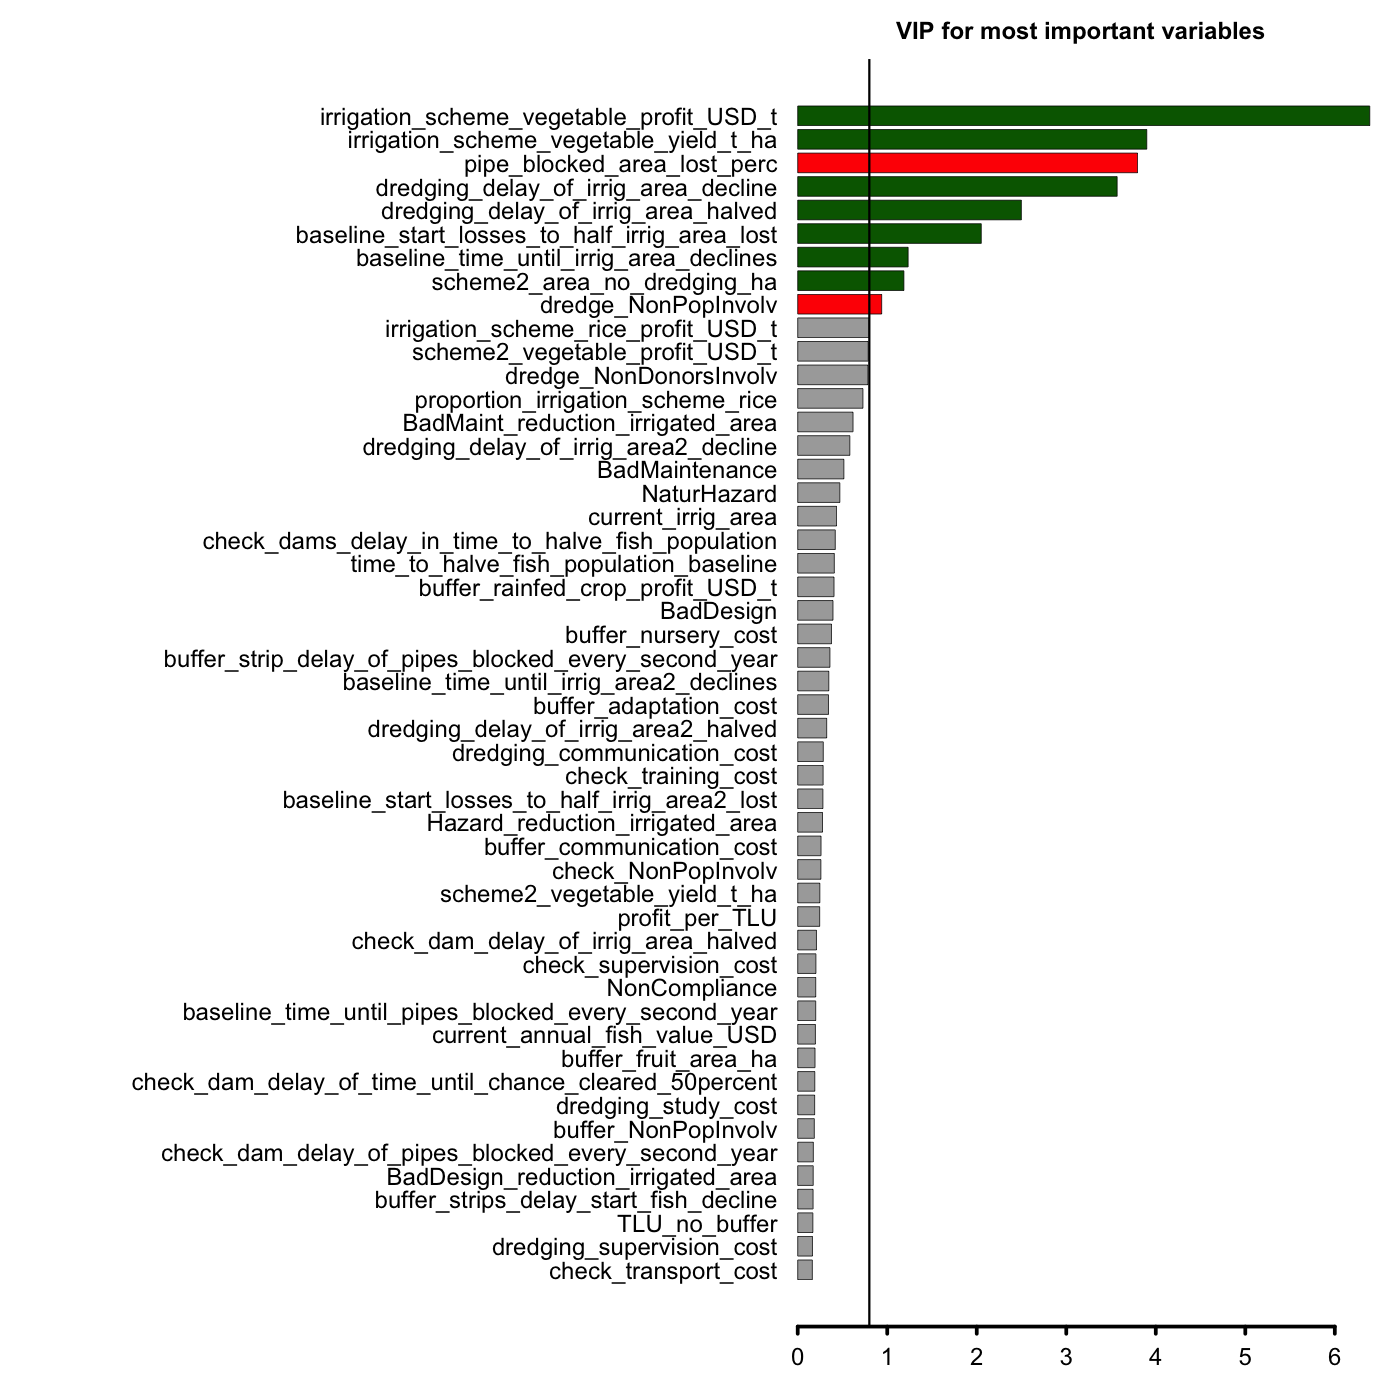 VIP for most important variables
irrigation_scheme_vegetable_profit_USD_t
irrigation_scheme_vegetable_yield_t_ha
pipe_blocked_area_lost_perc
dredging_delay_of_irrig_area_decline
dredging_delay_of_irrig_area_halved
baseline_start_losses_to_half_irrig_area_lost
baseline_time_until_irrig_area_declines
scheme2_area_no_dredging_ha
dredge_NonPopInvolv
irrigation_scheme_rice_profit_USD_t
scheme2_vegetable_profit_USD_t
dredge_NonDonorsInvolv
proportion_irrigation_scheme_rice
BadMaint_reduction_irrigated_area
dredging_delay_of_irrig_area2_decline
BadMaintenance
NaturHazard
current_irrig_area
check_dams_delay_in_time_to_halve_fish_population
time_to_halve_fish_population_baseline
buffer_rainfed_crop_profit_USD_t
BadDesign
buffer_nursery_cost
buffer_strip_delay_of_pipes_blocked_every_second_year
baseline_time_until_irrig_area2_declines
buffer_adaptation_cost
dredging_delay_of_irrig_area2_halved
dredging_communication_cost
check_training_cost
baseline_start_losses_to_half_irrig_area2_lost
Hazard_reduction_irrigated_area
buffer_communication_cost
check_NonPopInvolv
scheme2_vegetable_yield_t_ha
profit_per_TLU
check_dam_delay_of_irrig_area_halved
check_supervision_cost
NonCompliance
baseline_time_until_pipes_blocked_every_second_year
current_annual_fish_value_USD
buffer_fruit_area_ha
check_dam_delay_of_time_until_chance_cleared_50percent
dredging_study_cost
buffer_NonPopInvolv
check_dam_delay_of_pipes_blocked_every_second_year
BadDesign_reduction_irrigated_area
buffer_strips_delay_start_fish_decline
TLU_no_buffer
dredging_supervision_cost
check_transport_cost
0 1 2 3 4 5 6